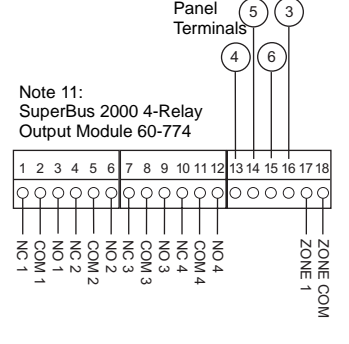 Panel
Terminals
5 3
4 6
Note 11:
SuperBus 2000 4-Relay
Output Module 60-774
1 2 3 4 5 6 7 8 9 10 11 12 13 14 15 16 17 18
NC 1
COM 1
NO 1
NC 2
COM 2
NO 2
NC 3
COM 3
NO 3
NC 4
COM 4
NO 4
ZONE 1
ZONE COM